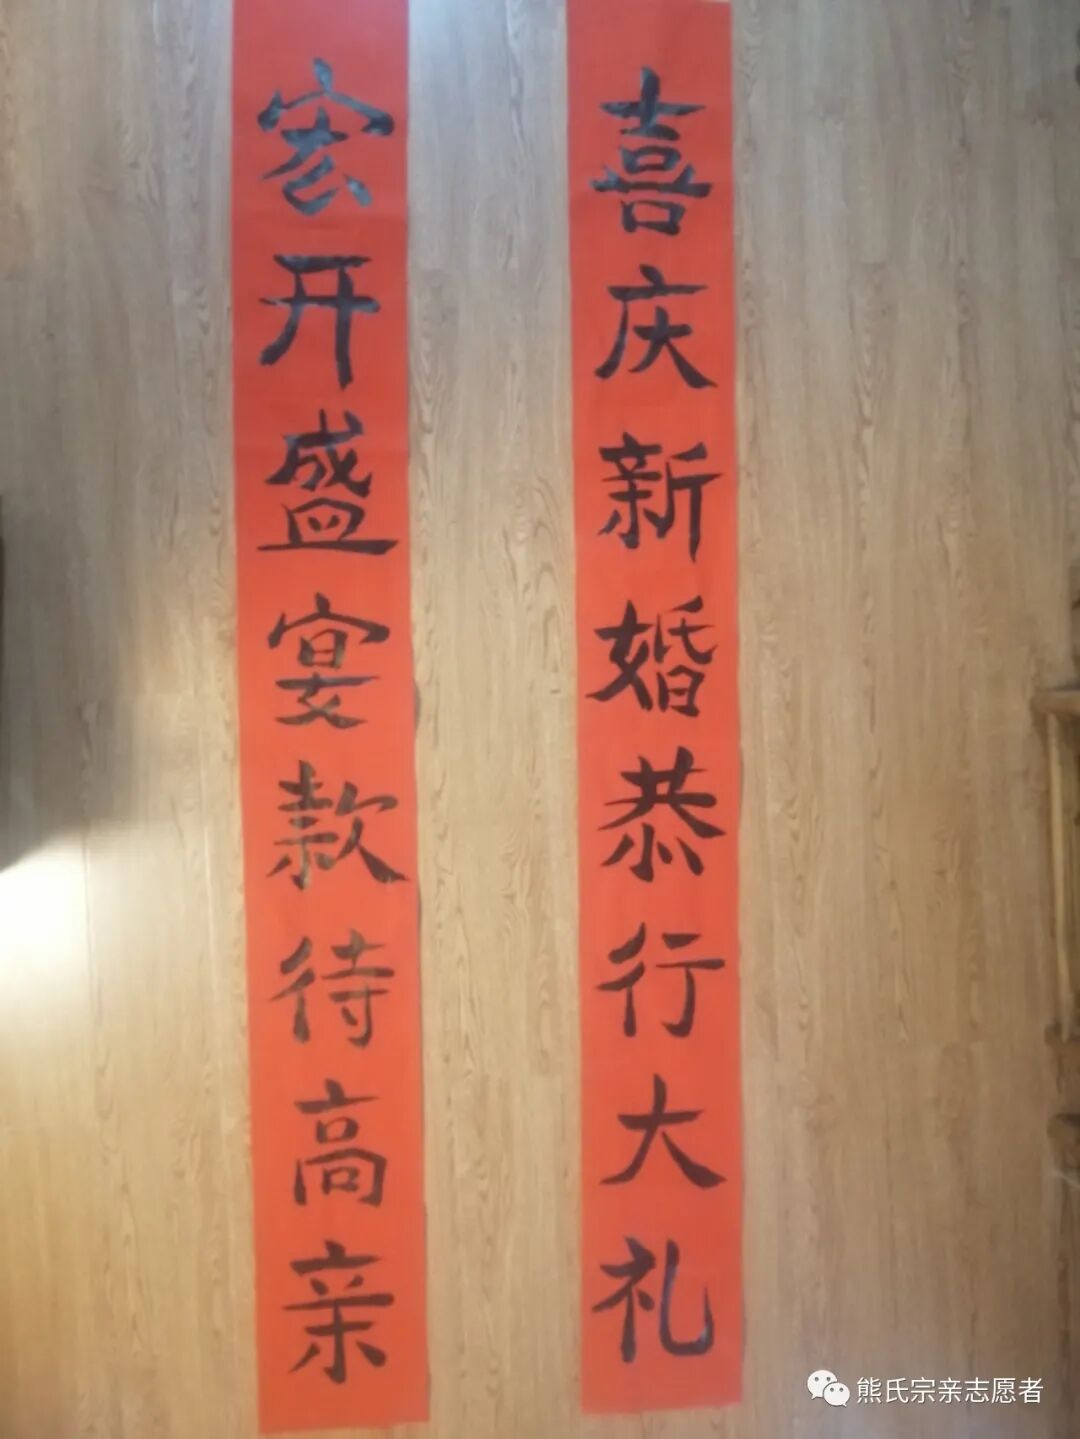 喜庆新婚恭行大礼
宏开盛宴款待高亲
熊氏宗亲志愿者